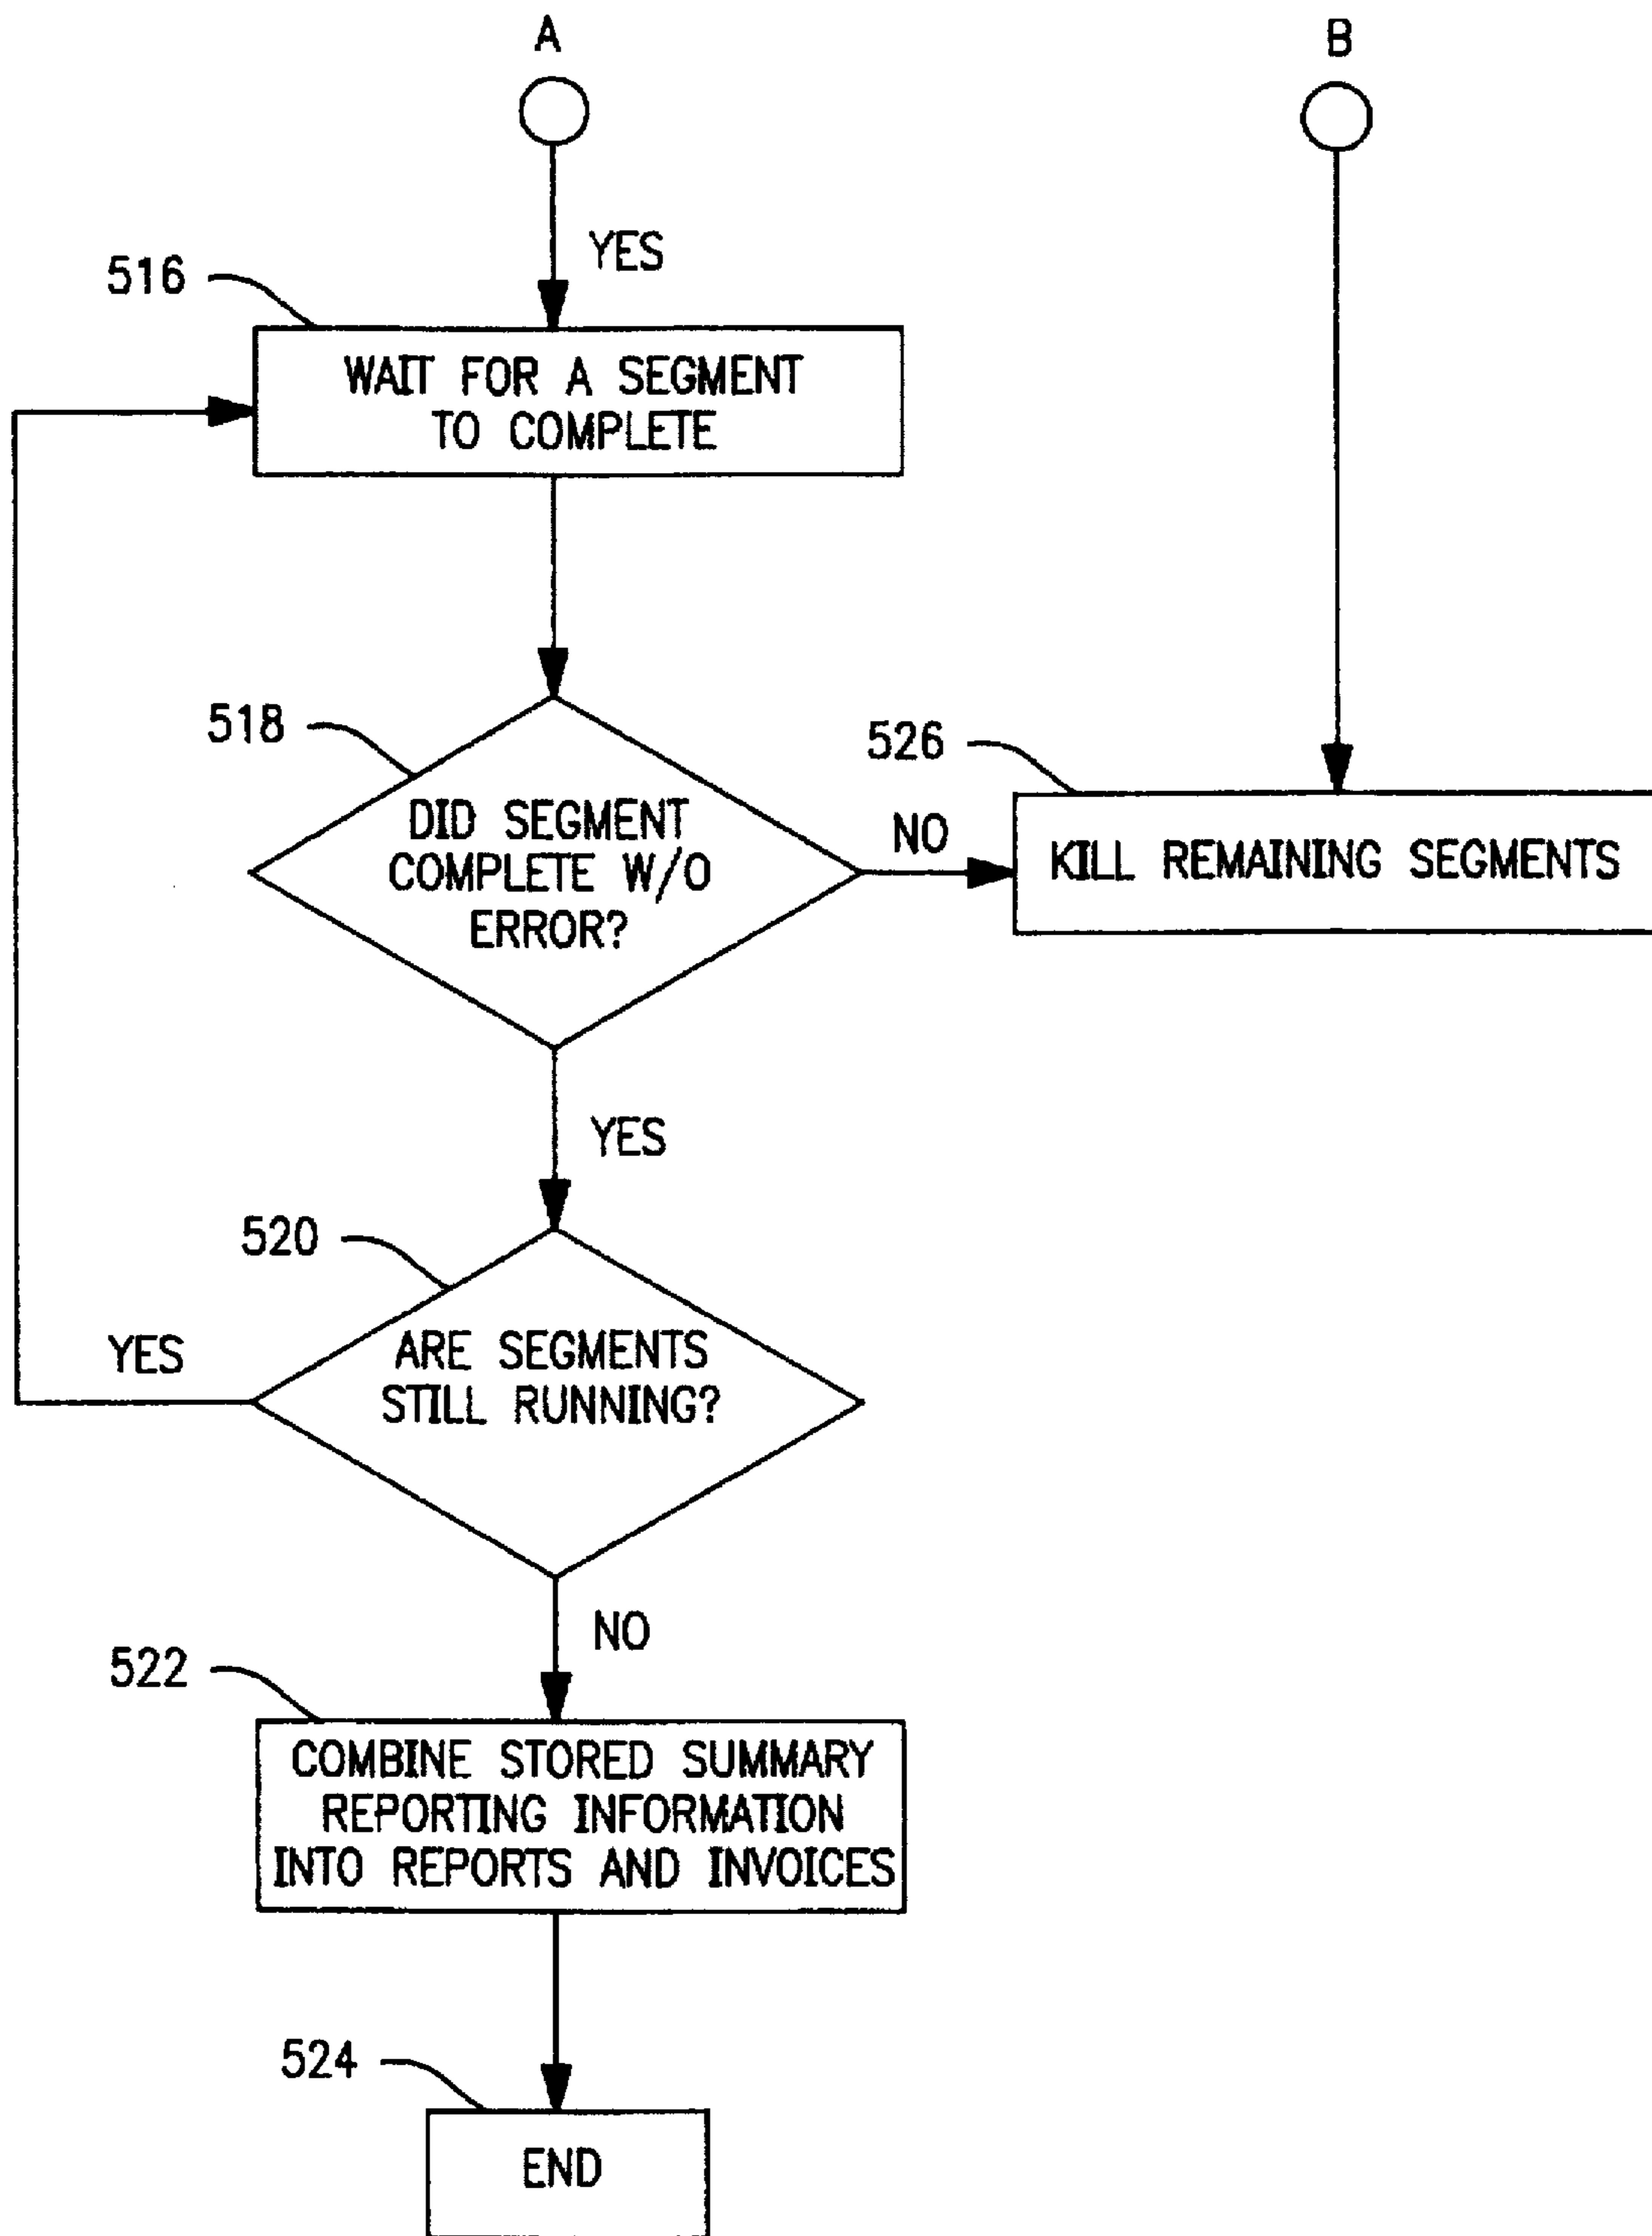 A
B
YES
516
WAIT FOR A SEGMENT
TO COMPLETE
518
DID SEGMENT
COMPLETE W/O
ERROR?
NO
526
KILL REMAINING SEGMENTS
YES
520
ARE SEGMENTS
STILL RUNNING?
YES
NO
522
COMBINE STORED SUMMARY
REPORTING INFORMATION
INTO REPORTS AND INVOICES
524
END